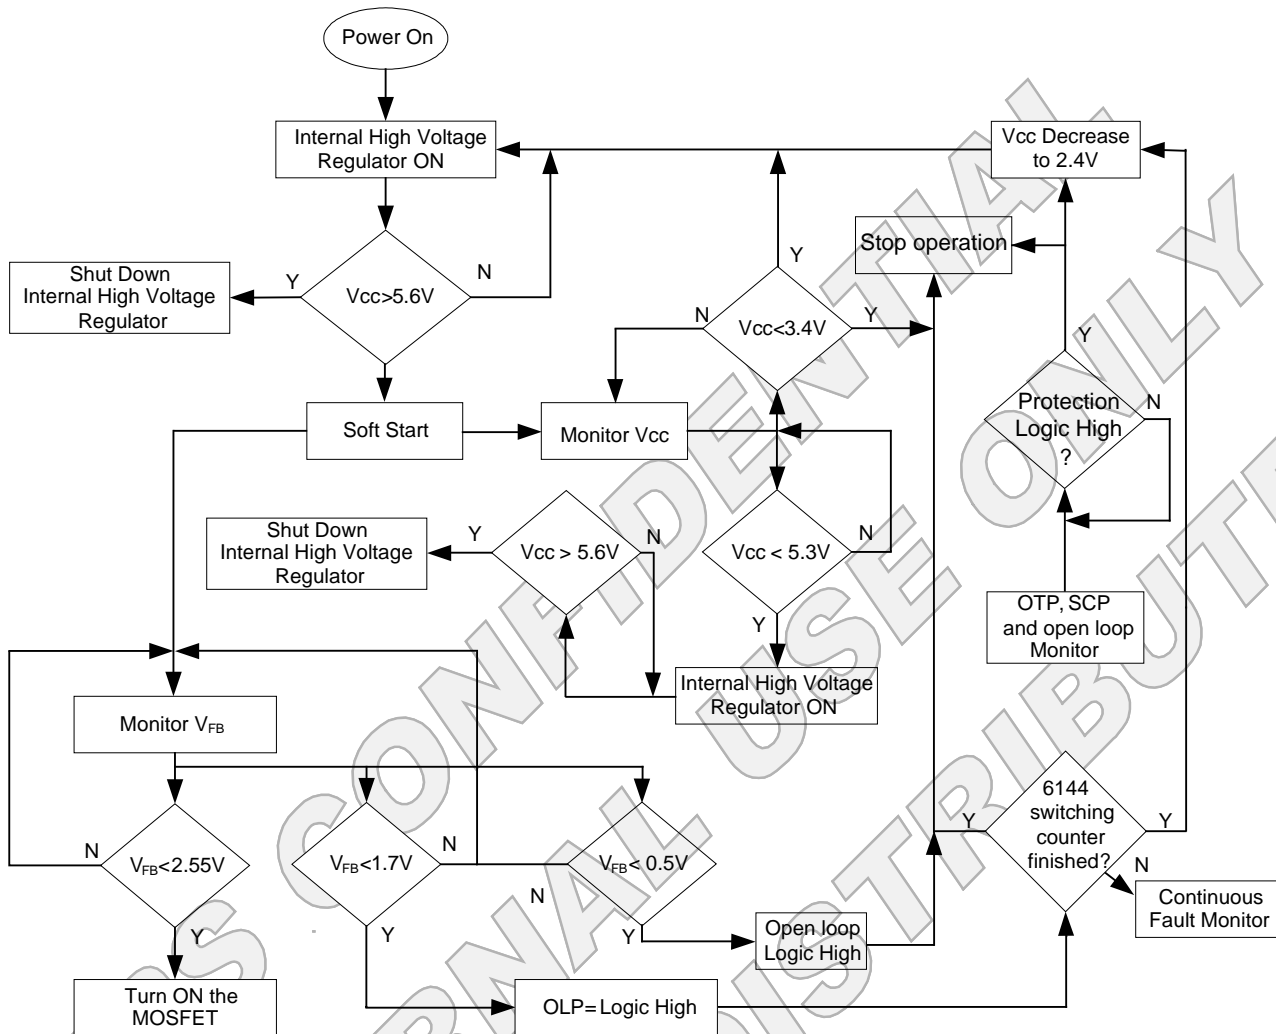 Power On
Internal High Voltage
Regulator ON
Vcc Decrease
to 2.4V
Stop operation
Shut Down
Internal High Voltage
Regulator
Y
Vcc>5.6V
N
Y
N
Vcc<3.4V
Y
Y
Protection
Logic High
?
N
Soft Start
Monitor Vcc
Shut Down
Internal High Voltage
Regulator
Y
Vcc > 5.6V
N
Vcc < 5.3V
N
Y
OTP, SCP
and open loop
Monitor
Internal High Voltage
Regulator ON
Monitor VFB
N
VFB<2.55V
Y
VFB<1.7V
N
Y
VFB< 0.5V
N
Y
6144
switching
counter
finished?
Y
Y
N
Continuous
Fault Monitor
Open loop
Logic High
Turn ON the
MOSFET
OLP= Logic High
CONFIDENTIAL
USE ONLY